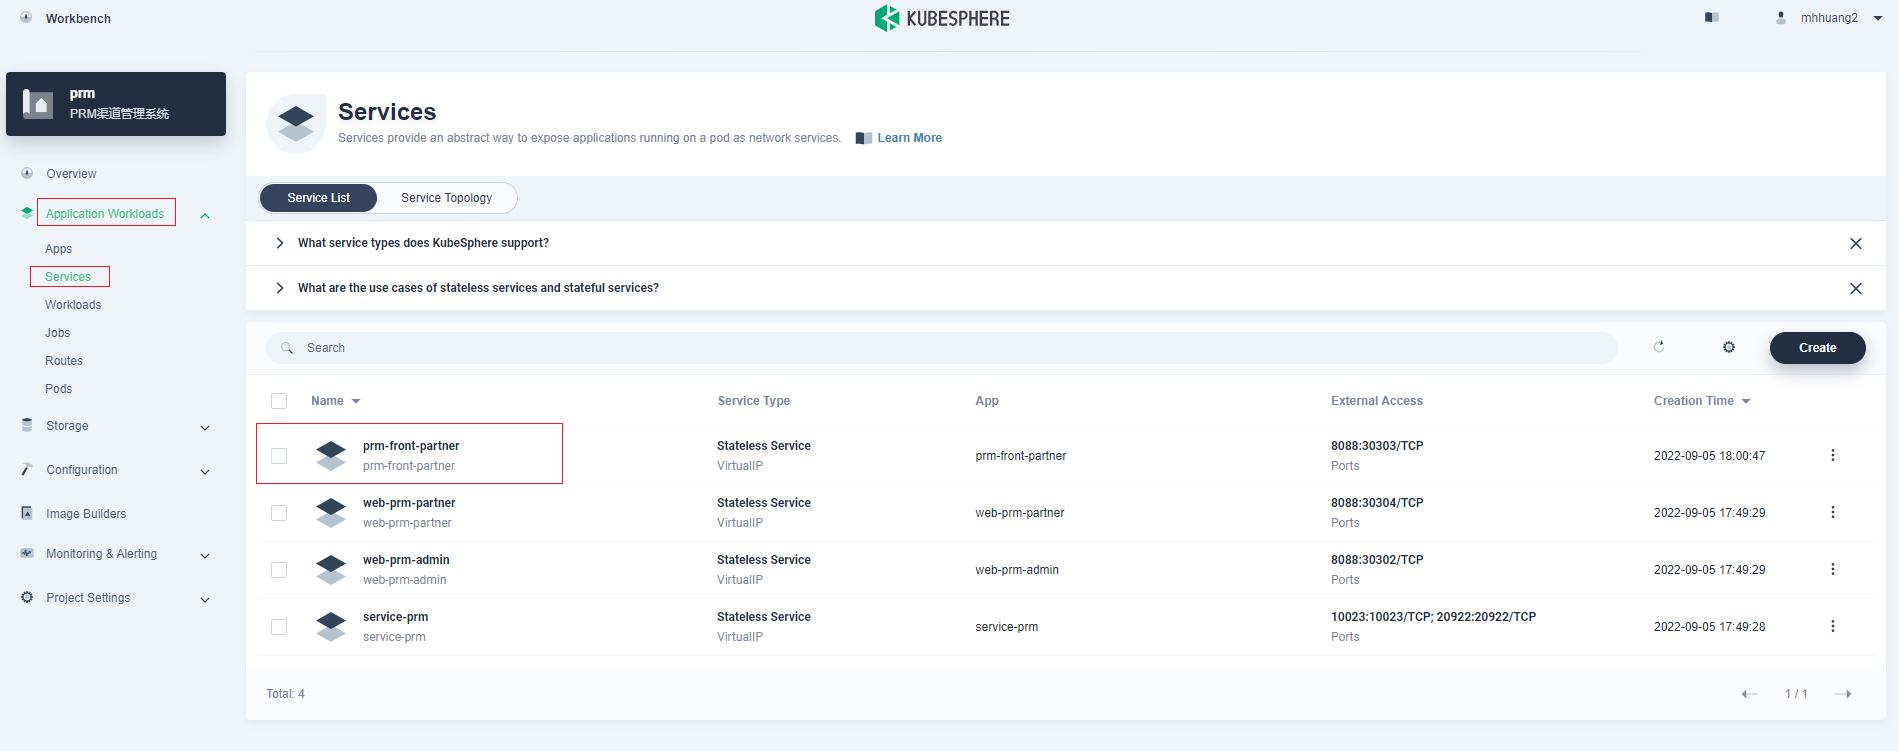 Workbench
KUBESPHERE
mhhuang2
prm
PRM渠道管理系统
Overview
Application Workloads
Apps
Services
Workloads
Jobs
Routes
Pods
Storage
Configuration
Image Builders
Monitoring & Alerting
Project Settings
Services
Services provide an abstract way to expose applications running on a pod as network services. Learn More
Service List Service Topology
What service types does KubeSphere support?
What are the use cases of stateless services and stateful services?
Search
Create
Name Service Type App External Access Creation Time
prm-front-partner Stateless Service 8088:30303/TCP
prm-front-partner VirtualIP prm-front-partner Ports 2022-09-05 18:00:47
web-prm-partner Stateless Service 8088:30304/TCP
web-prm-partner VirtualIP web-prm-partner Ports 2022-09-05 17:49:29
web-prm-admin Stateless Service 8088:30302/TCP
web-prm-admin VirtualIP web-prm-admin Ports 2022-09-05 17:49:29
service-prm Stateless Service 10023:10023/TCP; 20922:20922/TCP
service-prm VirtualIP service-prm Ports 2022-09-05 17:49:28
Total: 4 1 / 1